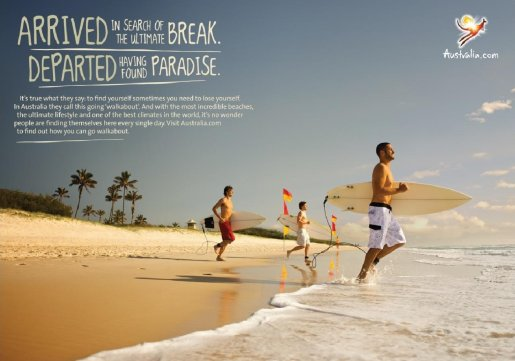 ARRIVED IN SEARCH OF THE ULTIMATE BREAK.
DEPARTED HAVING FOUND PARADISE.
It's true what they say, to find yourself sometimes you need to lose yourself.
In Australia they call this going 'walkabout'. And with the most incredible beaches,
the ultimate lifestyle and one of the best climates in the world, it's no wonder
people are finding themselves here every single day. Visit Australia.com
to find out how you can go walkabout.
Australia.com